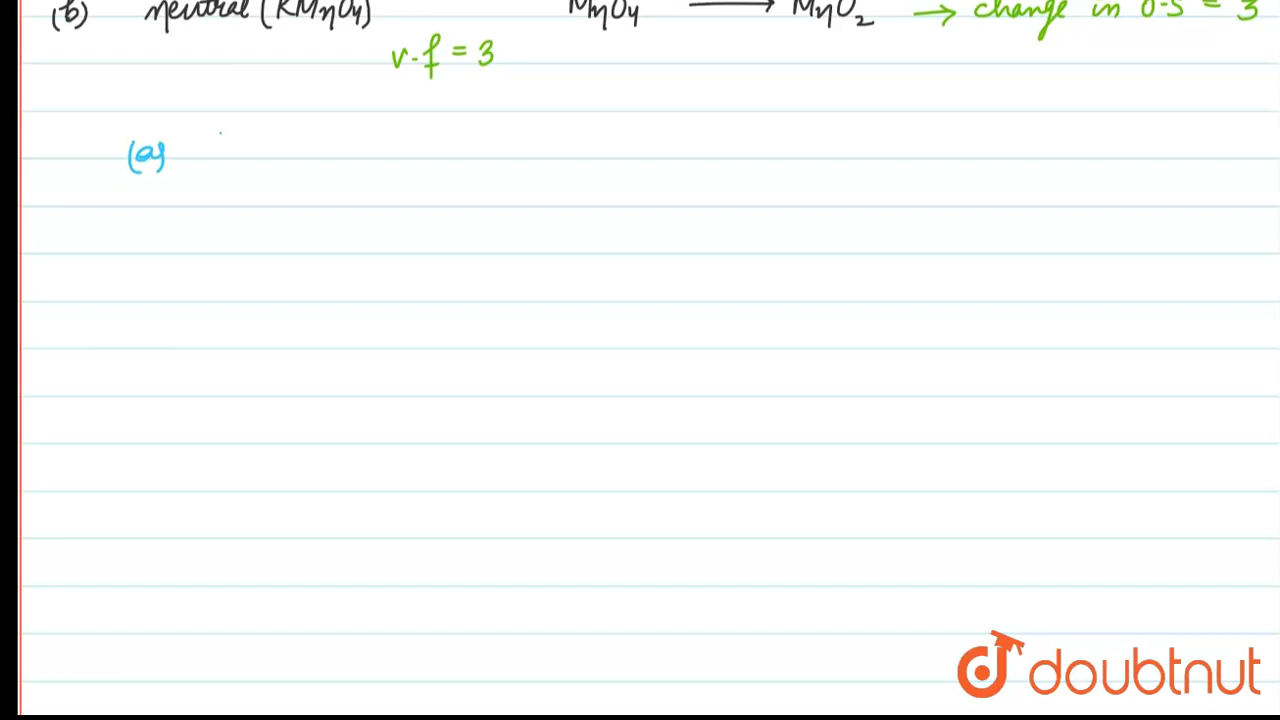 (b) neutral (KMnO4) MnO4 ⟶ MnO2 → change in O.S = 3
v.f = 3
(a)
doubtnut